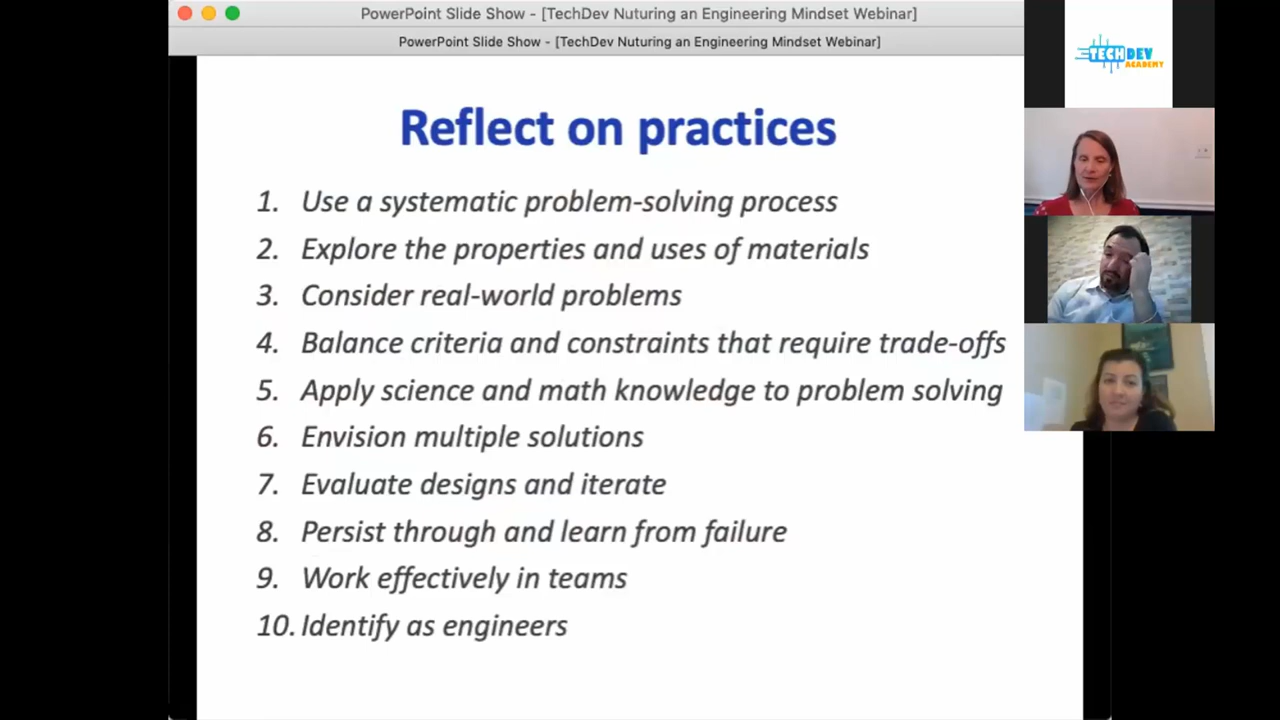 PowerPoint Slide Show - [TechDev Nuturing an Engineering Mindset Webinar]
PowerPoint Slide Show - [TechDev Nuturing an Engineering Mindset Webinar]
TECHDEV
ACADEMY
Reflect on practices
1. Use a systematic problem-solving process
2. Explore the properties and uses of materials
3. Consider real-world problems
4. Balance criteria and constraints that require trade-offs
5. Apply science and math knowledge to problem solving
6. Envision multiple solutions
7. Evaluate designs and iterate
8. Persist through and learn from failure
9. Work effectively in teams
10. Identify as engineers